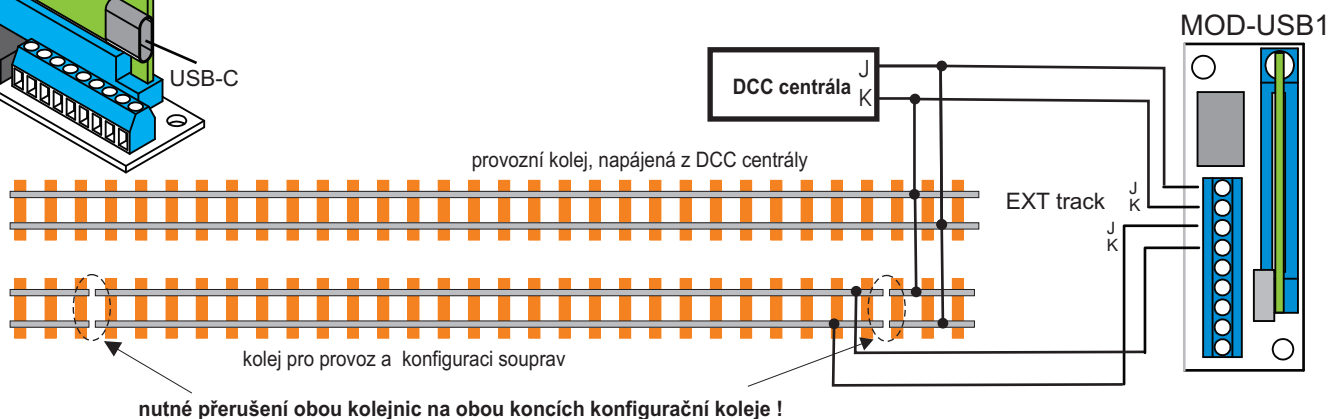 MOD-USB1
USB-C
DCC centrála
J
K
provozní kolej, napájená z DCC centrály
EXT track
J
K
J
K
kolej pro provoz a konfiguraci souprav
nutné přerušení obou kolejnic na obou koncích konfigurační koleje !